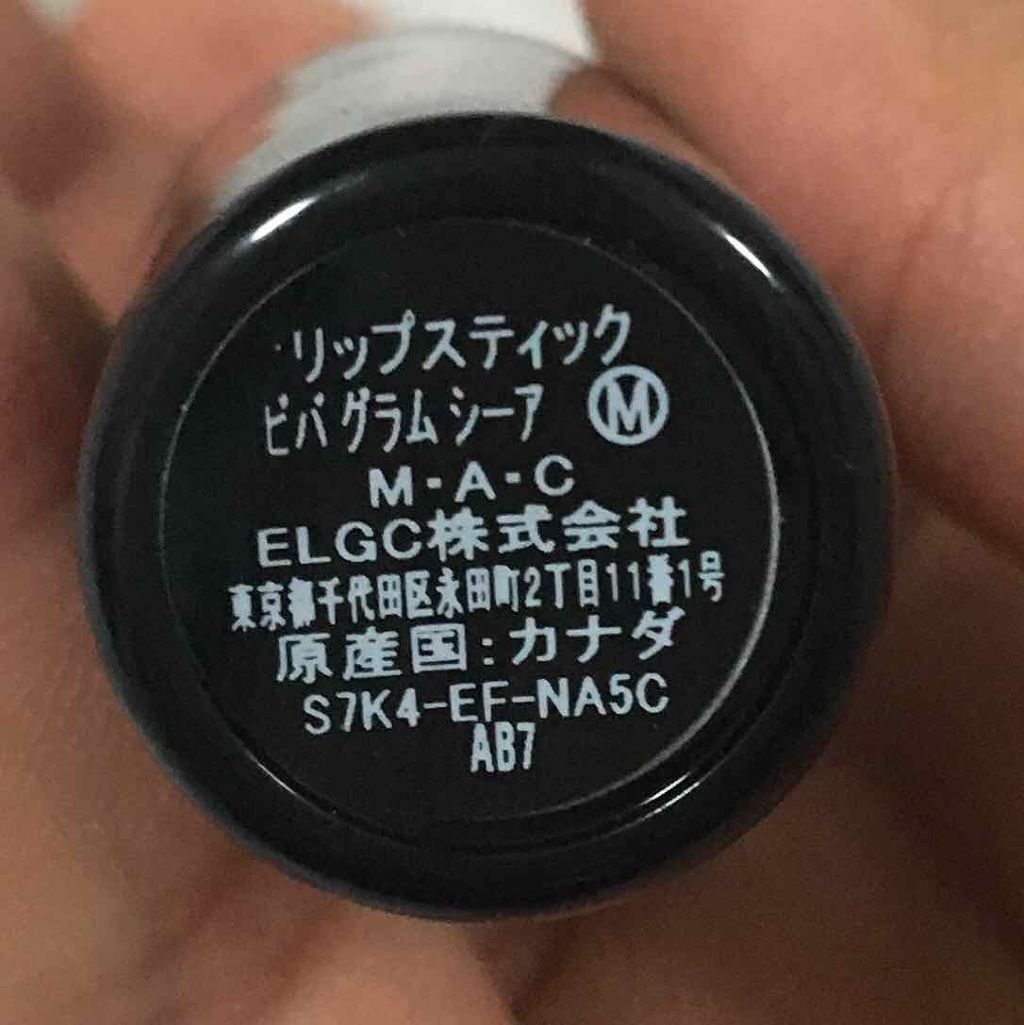 リップスティック
ビバ グラム シーア Ⓜ
M・A・C
ELGC株式会社
東京都千代田区永田町2丁目11番1号
原産国:カナダ
S7K4-EF-NA5C
AB7